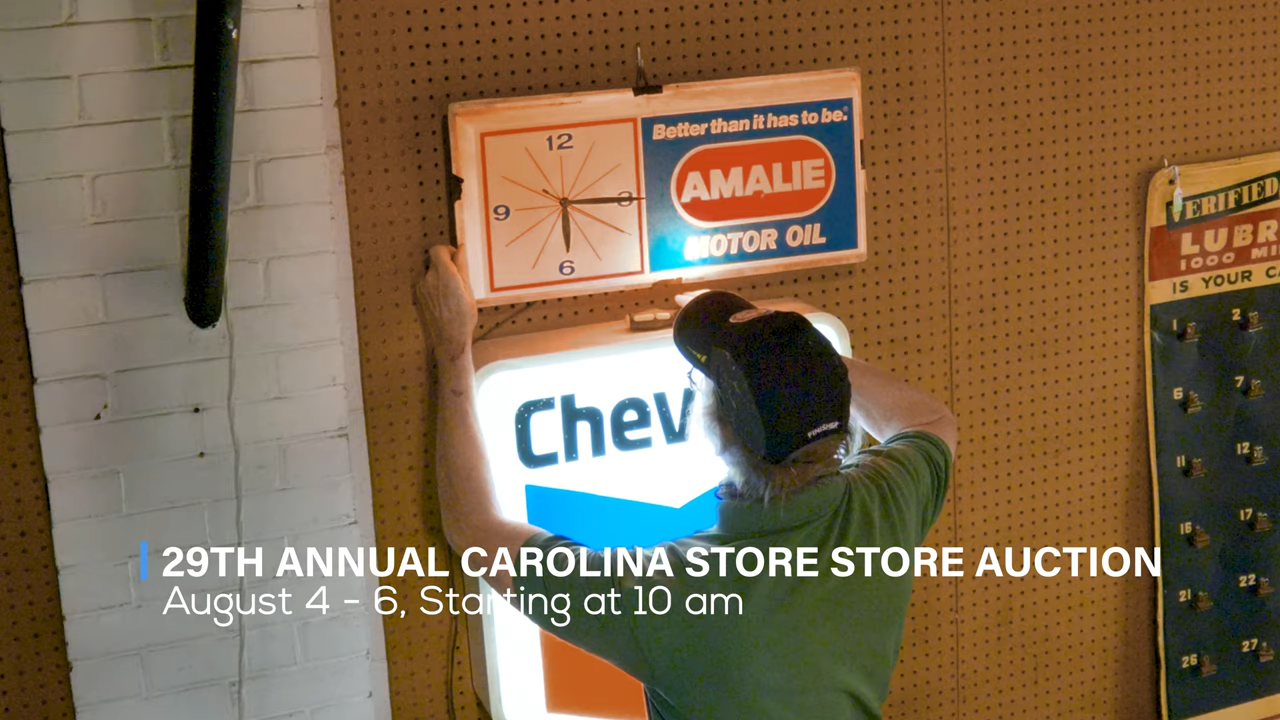 Better than it has to be.®
AMALIE
MOTOR OIL
12
3
9
6
Chev
FINISHER
VERIFIED
LUBR
1000 MI
IS YOUR CA
1 2
6 7
11 12
16 17
21 22
26 27
29TH ANNUAL CAROLINA STORE STORE AUCTION
August 4 - 6, Starting at 10 am